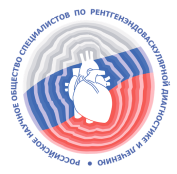 РОССИЙСКОЕ НАУЧНОЕ ОБЩЕСТВО СПЕЦИАЛИСТОВ ПО РЕНТГЕНЭНДОВАСКУЛЯРНОЙ ДИАГНОСТИКЕ И ЛЕЧЕНИЮ